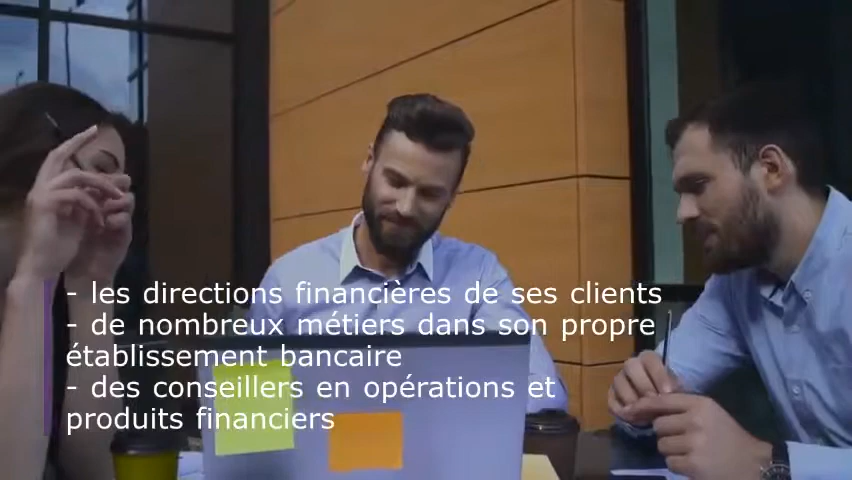 - les directions financières de ses clients
- de nombreux métiers dans son propre
établissement bancaire
- des conseillers en opérations et
produits financiers